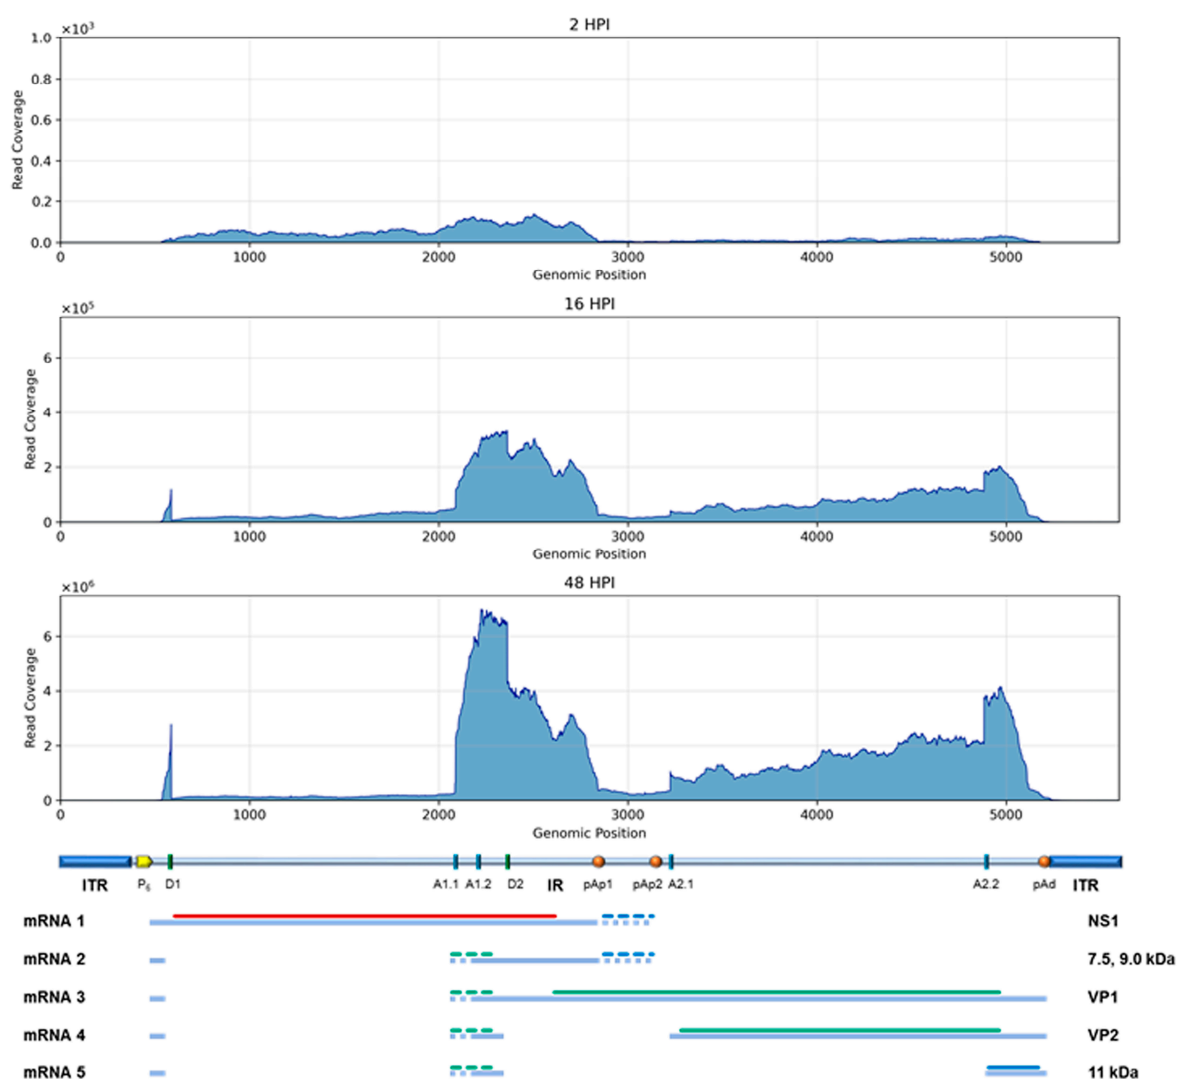 2 HPI
×10³
Read Coverage
1.0
0.8
0.6
0.4
0.2
0.0
0 1000 2000 3000 4000 5000
Genomic Position
16 HPI
×10⁵
Read Coverage
6
4
2
0
0 1000 2000 3000 4000 5000
Genomic Position
48 HPI
×10⁶
Read Coverage
6
4
2
0
0 1000 2000 3000 4000 5000
Genomic Position
ITR P₆ D1 A1.1 A1.2 D2 IR pAp1 pAp2 A2.1 A2.2 pAd ITR
mRNA 1 NS1
mRNA 2 7.5, 9.0 kDa
mRNA 3 VP1
mRNA 4 VP2
mRNA 5 11 kDa